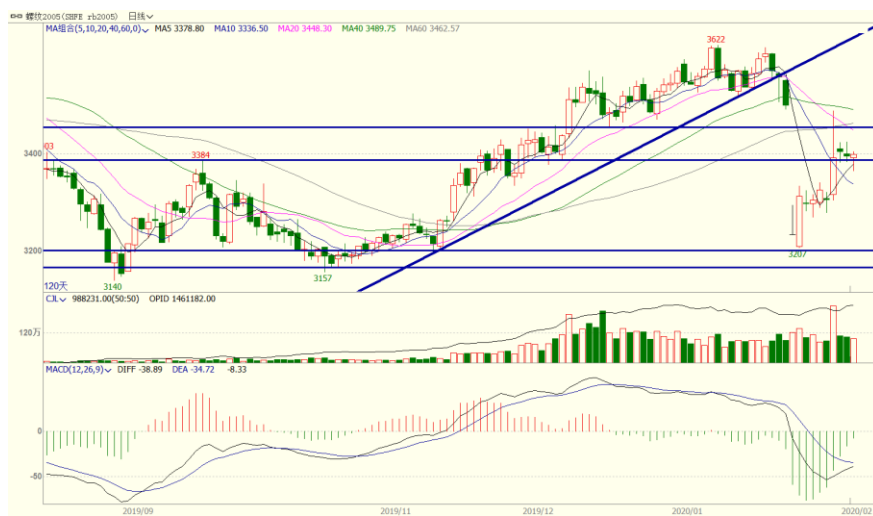 螺纹2005(SHFE rb2005) 日线
MA组合(5,10,20,40,60,0) MA5 3378.80 MA10 3336.50 MA20 3448.30 MA40 3489.75 MA60 3462.57
3622
03
3400
3384
3200
3207
3157
3140
120天
CJL 988231.00(50:50) OPID 1461182.00
120万
MACD(12,26,9) DIFF -38.89 DEA -34.72 -8.33
0
-50
2019/09 2019/11 2019/12 2020/01 2020/02